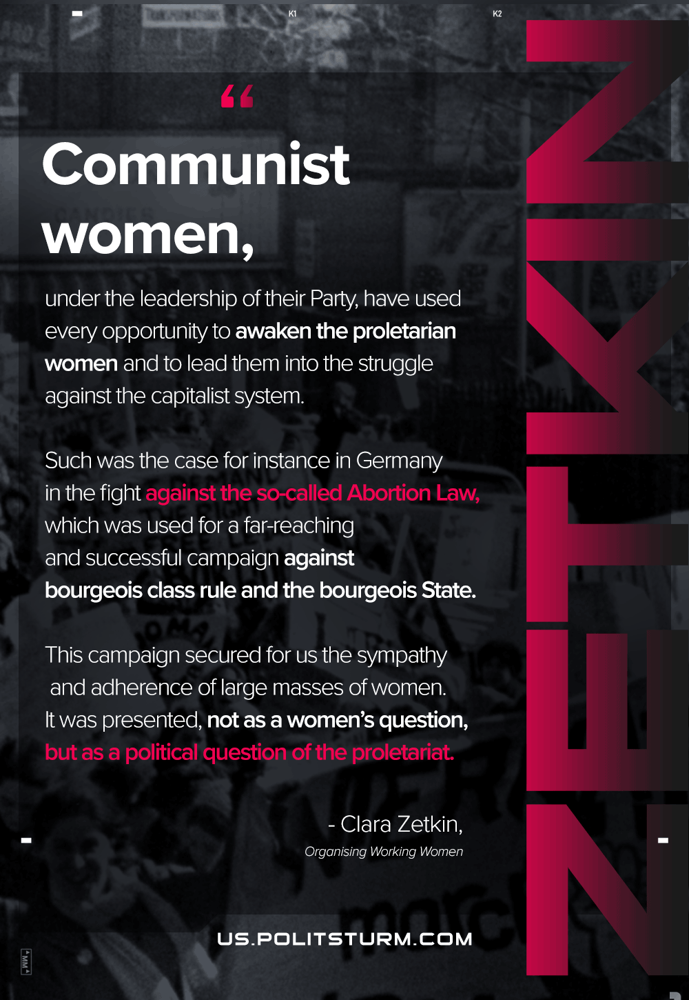 K1 K2
“
Communist
women,
under the leadership of their Party, have used
every opportunity to awaken the proletarian
women and to lead them into the struggle
against the capitalist system.
Such was the case for instance in Germany
in the fight against the so-called Abortion Law,
which was used for a far-reaching
and successful campaign against
bourgeois class rule and the bourgeois State.
This campaign secured for us the sympathy
and adherence of large masses of women.
It was presented, not as a women’s question,
but as a political question of the proletariat.
- Clara Zetkin,
Organising Working Women
US.POLITSTURM.COM
MM
ZETKIN